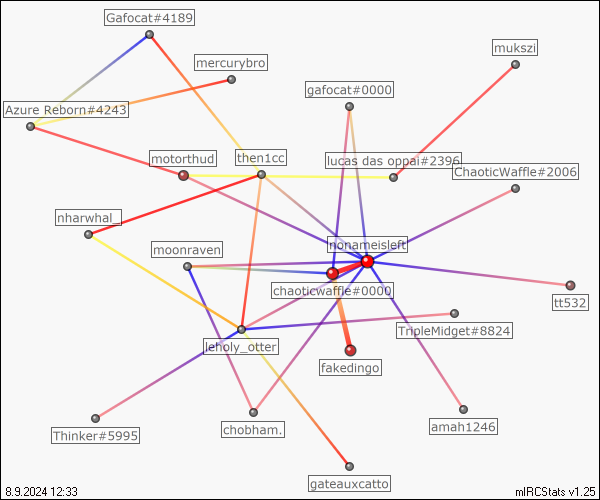 Gafocat#4189
mukszi
mercurybro
gafocat#0000
Azure Reborn#4243
motorthud
then1cc
lucas das oppai#2396
ChaoticWaffle#2006
nharwhal_
moonraven
nonameisleft
chaoticwaffle#0000
tt532
TripleMidget#8824
leholy_otter
fakedingo
Thinker#5995
chobham.
amah1246
gateauxcatto
8.9.2024 12:33
mIRCStats v1.25